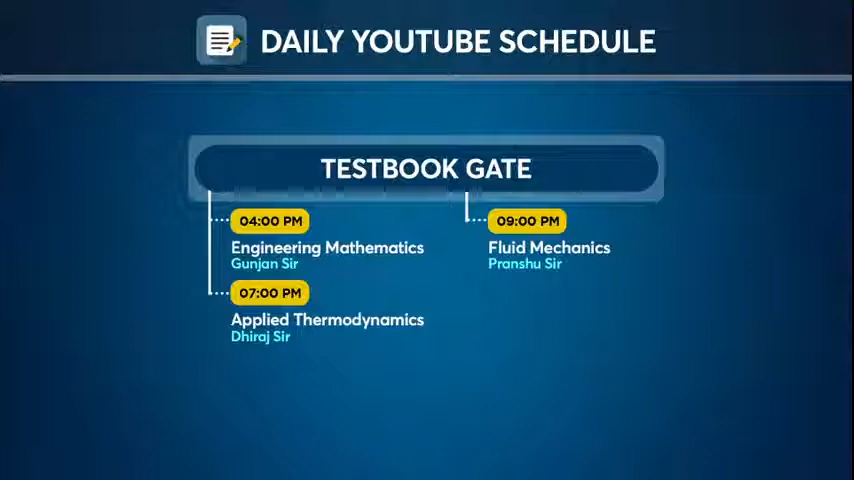 DAILY YOUTUBE SCHEDULE
TESTBOOK GATE
04:00 PM
Engineering Mathematics
Gunjan Sir
07:00 PM
Applied Thermodynamics
Dhiraj Sir
09:00 PM
Fluid Mechanics
Pranshu Sir